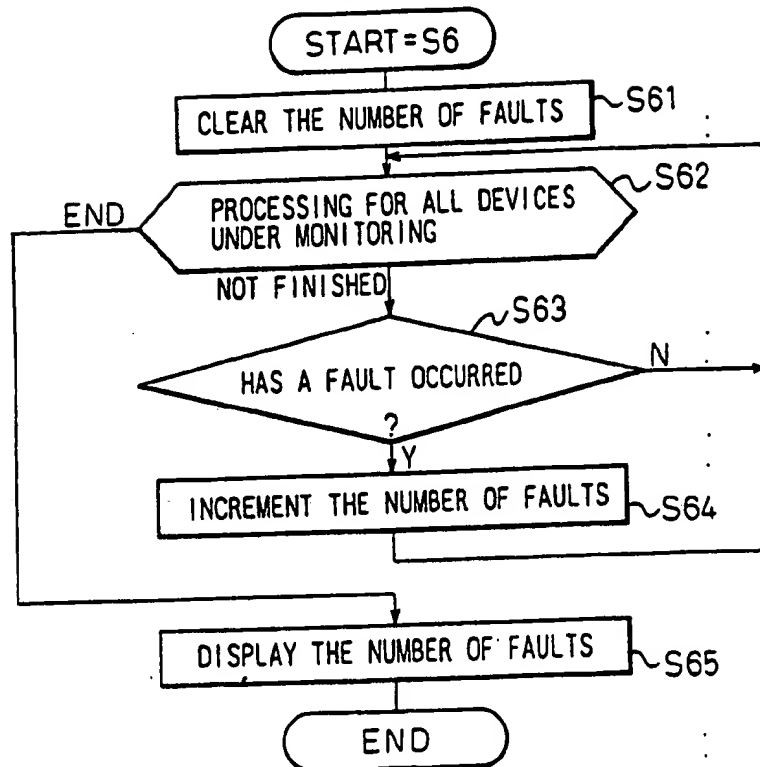 START=S6
CLEAR THE NUMBER OF FAULTS
S61
S62
END
PROCESSING FOR ALL DEVICES
UNDER MONITORING
NOT FINISHED
S63
HAS A FAULT OCCURRED
N
?
Y
INCREMENT THE NUMBER OF FAULTS
S64
DISPLAY THE NUMBER OF FAULTS
S65
END